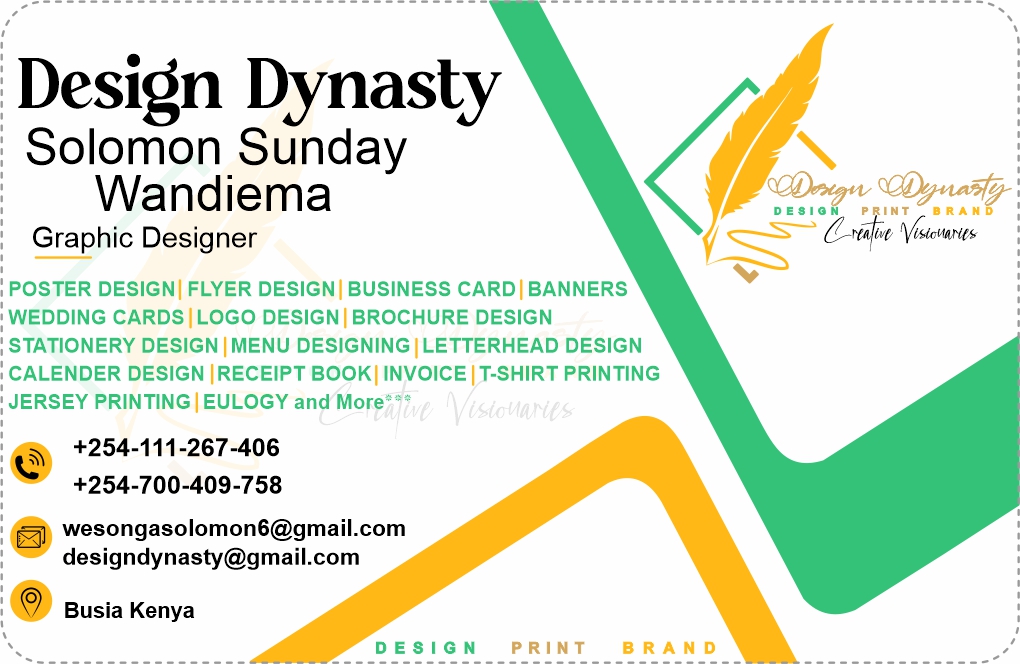 Design Dynasty
Solomon Sunday
Wandiema
Graphic Designer
Design Dynasty
DESIGN PRINT BRAND
Creative Visionaries
POSTER DESIGN|FLYER DESIGN|BUSINESS CARD|BANNERS
WEDDING CARDS|LOGO DESIGN|BROCHURE DESIGN
STATIONERY DESIGN|MENU DESIGNING|LETTERHEAD DESIGN
CALENDER DESIGN|RECEIPT BOOK|INVOICE|T-SHIRT PRINTING
JERSEY PRINTING|EULOGY and More***
Design Dynasty
Creative Visionaries
+254-111-267-406
+254-700-409-758
wesongasolomon6@gmail.com
designdynasty@gmail.com
Busia Kenya
DESIGN PRINT BRAND